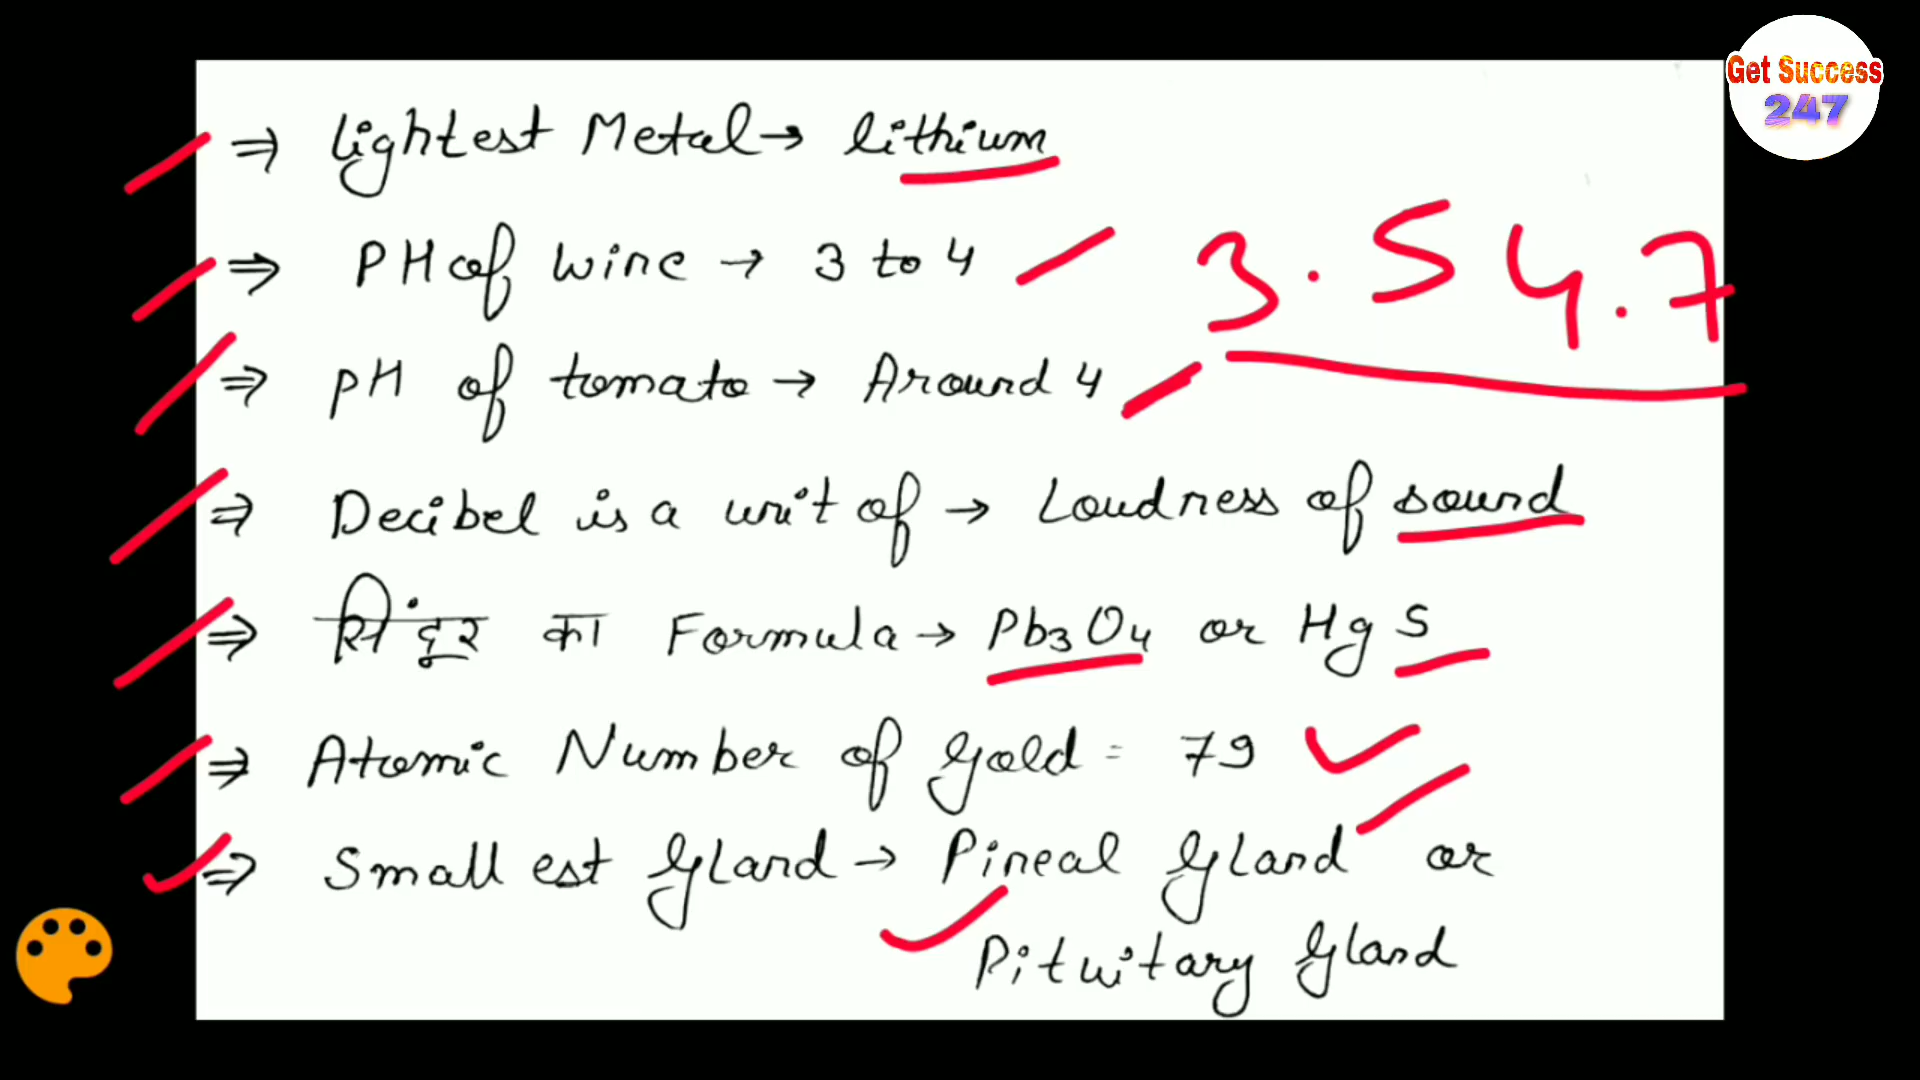 Get Success
247
⇒ Lightest Metal → lithium
⇒ PH of wine → 3 to 4
3.5 4.7
⇒ pH of tomato → Around 4
⇒ Decibel is a unit of → Loudness of sound
⇒ सिंदूर का Formula → Pb3O4 or HgS
⇒ Atomic Number of Gold = 79
⇒ Smallest Gland → Pineal Gland or
Pituitary Gland